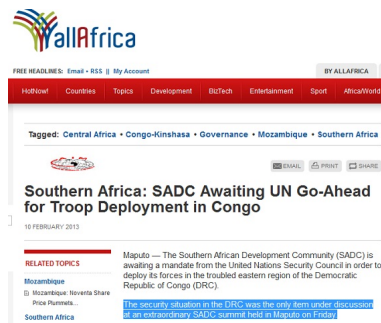 allAfrica
FREE HEADLINES: Email • RSS || My Account
BY ALLAFRICA
HotNow! Countries Topics Development BizTech Entertainment Sport Africa/World
Tagged: Central Africa • Congo-Kinshasa • Governance • Mozambique • Southern Africa
EMAIL PRINT SHARE
Southern Africa: SADC Awaiting UN Go-Ahead
for Troop Deployment in Congo
10 FEBRUARY 2013
RELATED TOPICS
Mozambique
Mozambique: Noventa Share
Price Plummets...
Southern Africa
Maputo — The Southern African Development Community (SADC) is
awaiting a mandate from the United Nations Security Council in order to
deploy its forces in the troubled eastern region of the Democratic
Republic of Congo (DRC).
The security situation in the DRC was the only item under discussion
at an extraordinary SADC summit held in Maputo on Friday.